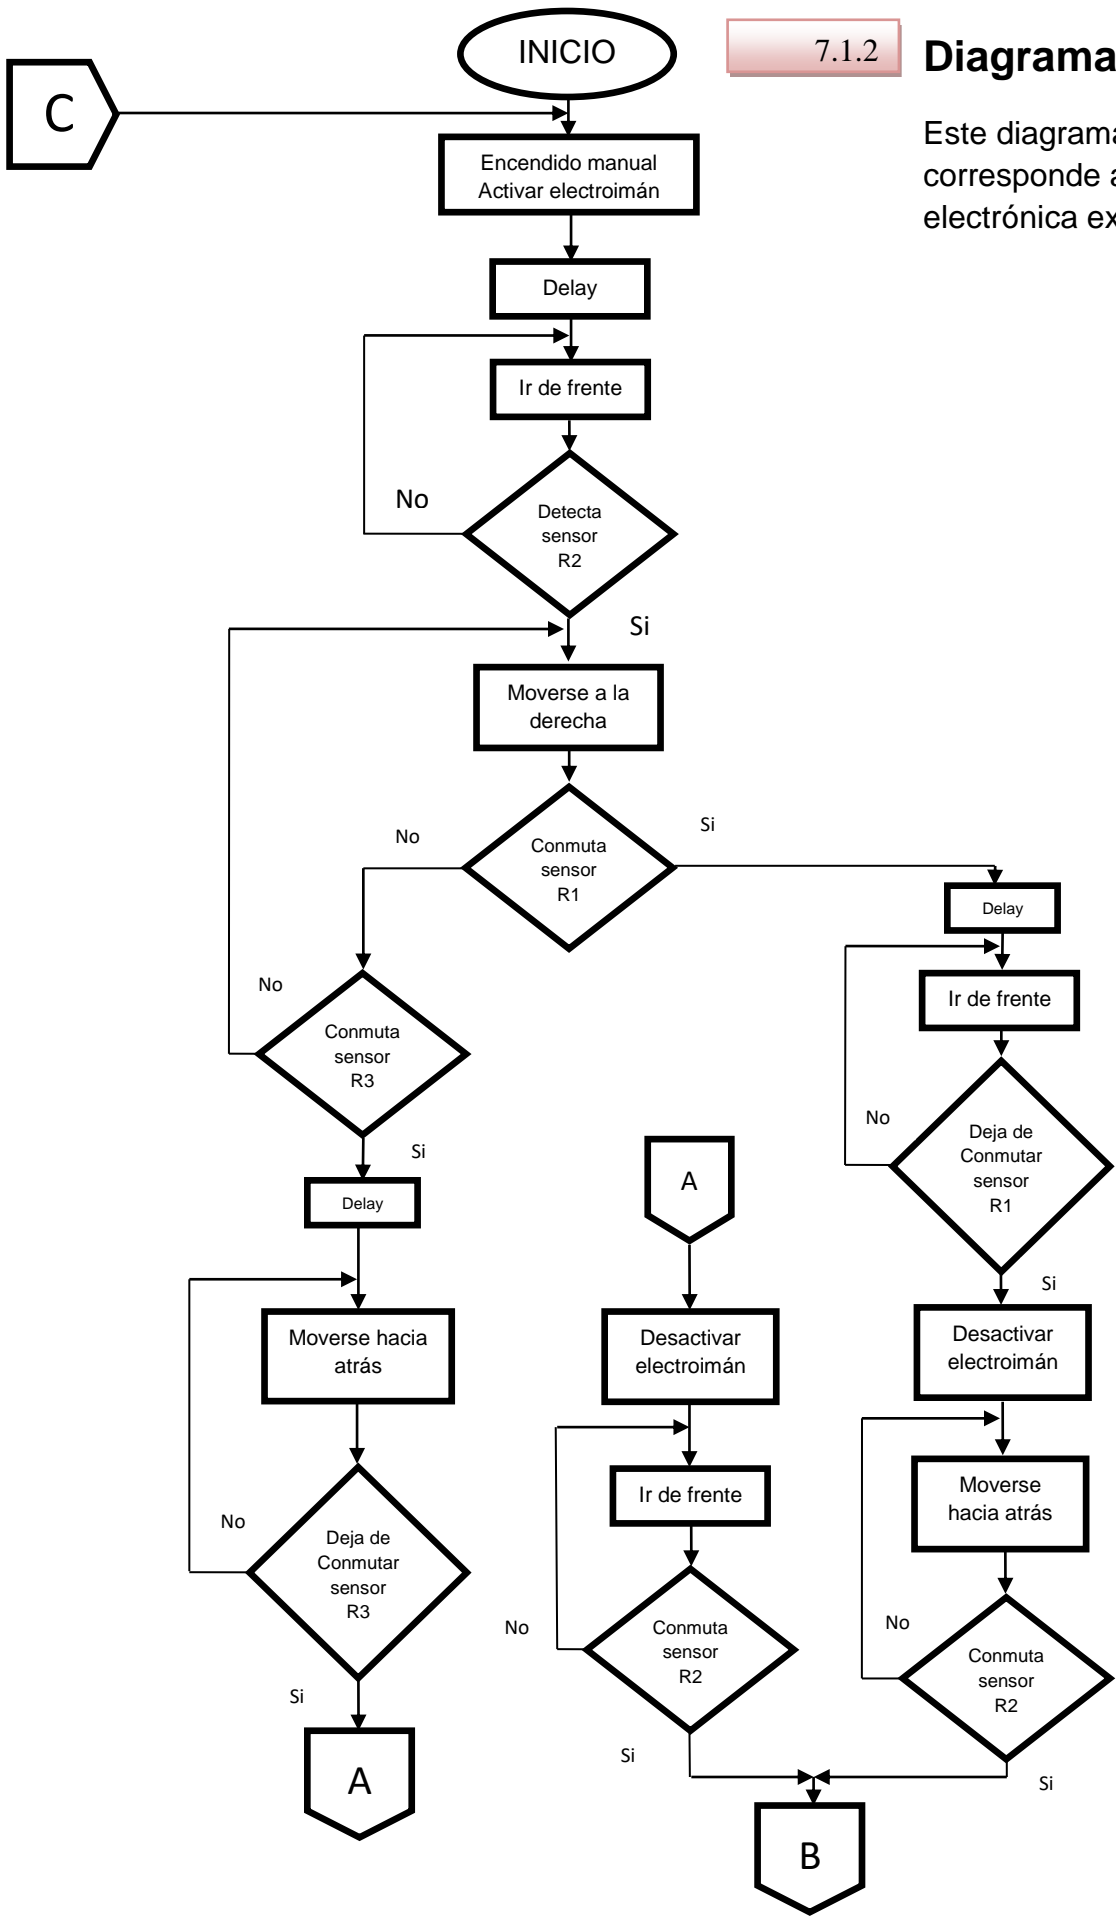 INICIO
7.1.2
Diagrama
C
Este diagrama
corresponde a
electrónica ex
Encendido manual
Activar electroimán
Delay
Ir de frente
No
Detecta
sensor
R2
Si
Moverse a la
derecha
No
Conmuta
sensor
R1
Si
Delay
No
Conmuta
sensor
R3
Ir de frente
No
Deja de
Conmutar
sensor
R1
Si
A
Delay
Si
Moverse hacia
atrás
Desactivar
electroimán
Desactivar
electroimán
No
Deja de
Conmutar
sensor
R3
Ir de frente
Moverse
hacia atrás
No
Conmuta
sensor
R2
No
Conmuta
sensor
R2
Si
A
Si
Si
B